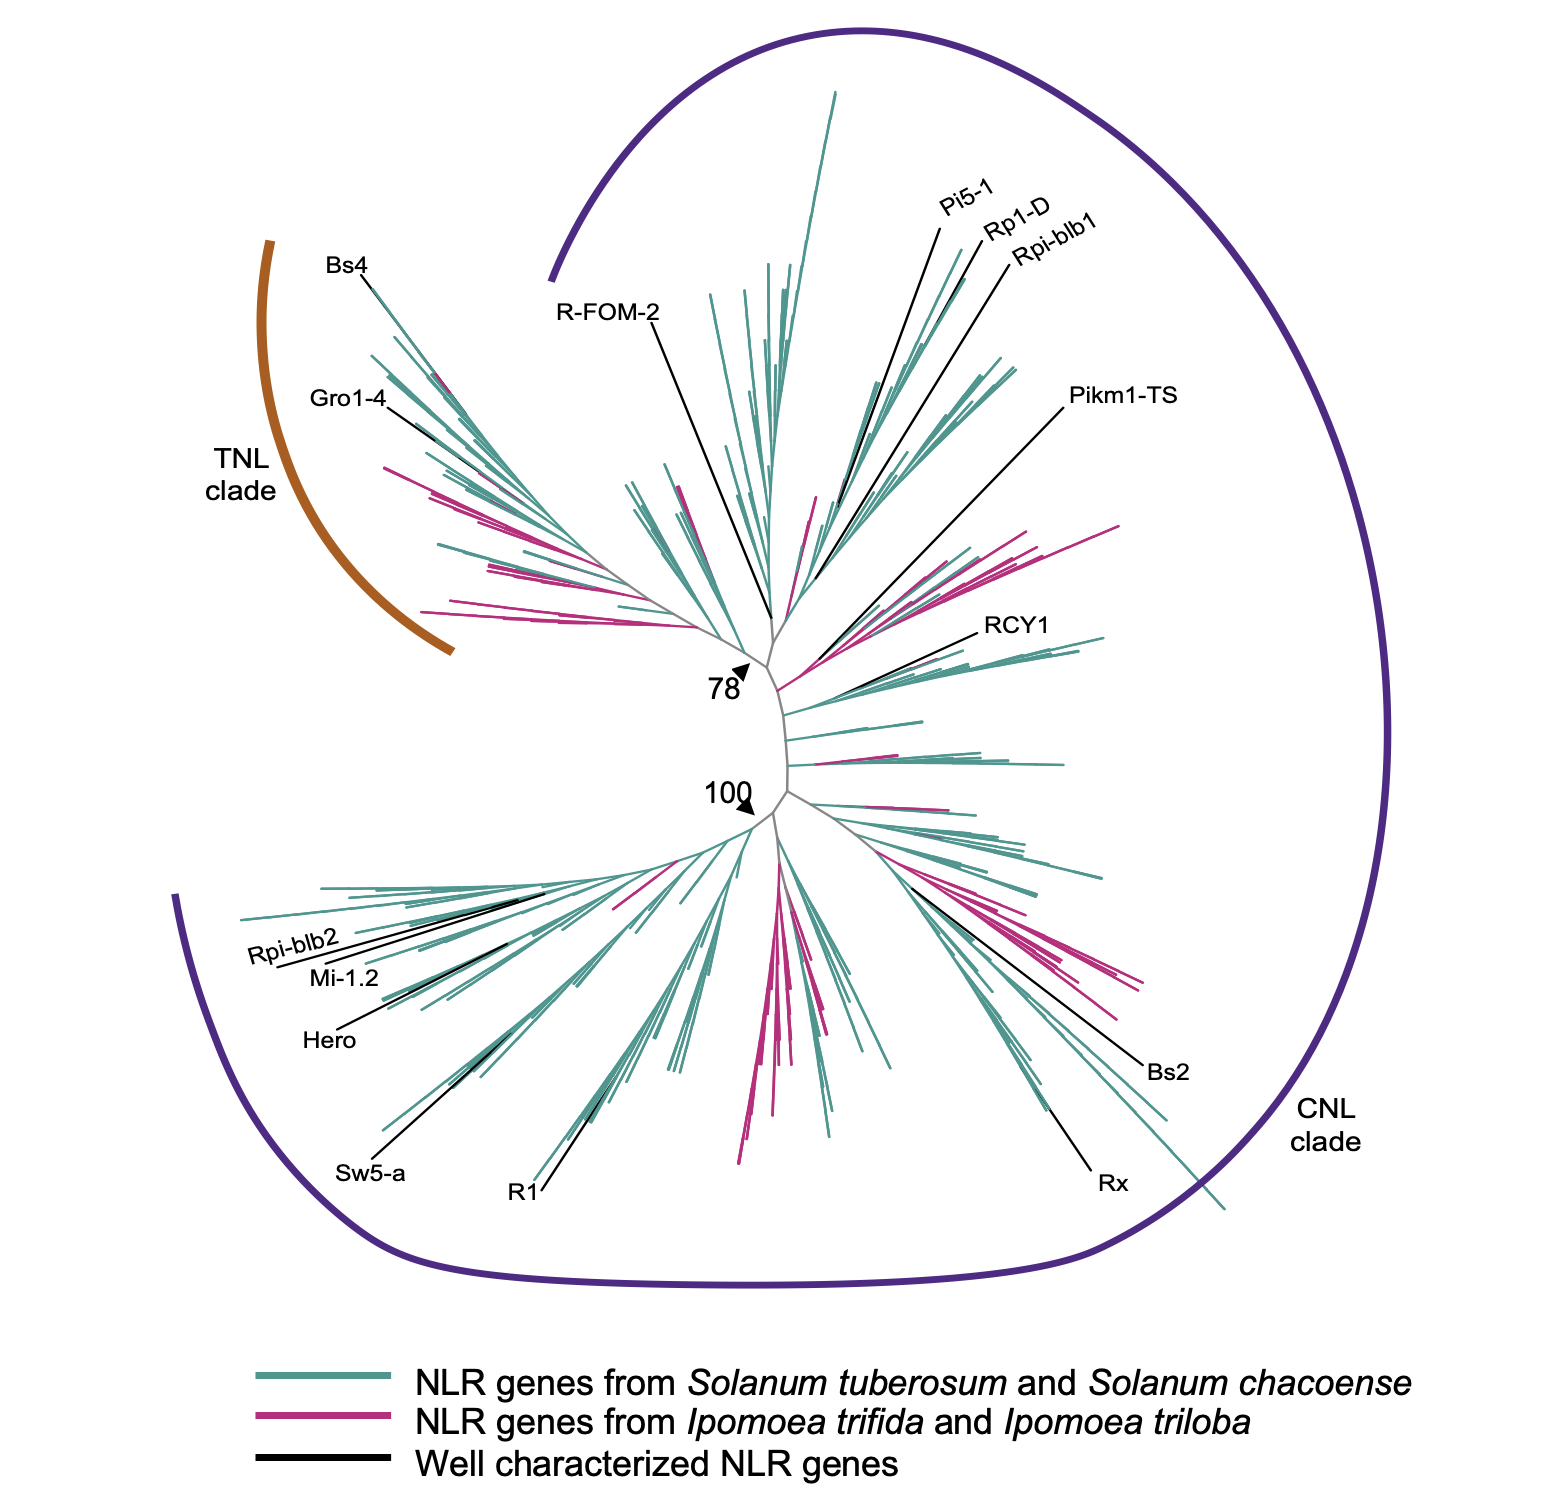 Pi5-1
Rp1-D
Rpi-blb1
Bs4
R-FOM-2
Gro1-4
Pikm1-TS
TNL
clade
RCY1
78
100
Rpi-blb2
Mi-1.2
Hero
Bs2
CNL
clade
Sw5-a
R1
Rx
NLR genes from Solanum tuberosum and Solanum chacoense
NLR genes from Ipomoea trifida and Ipomoea triloba
Well characterized NLR genes